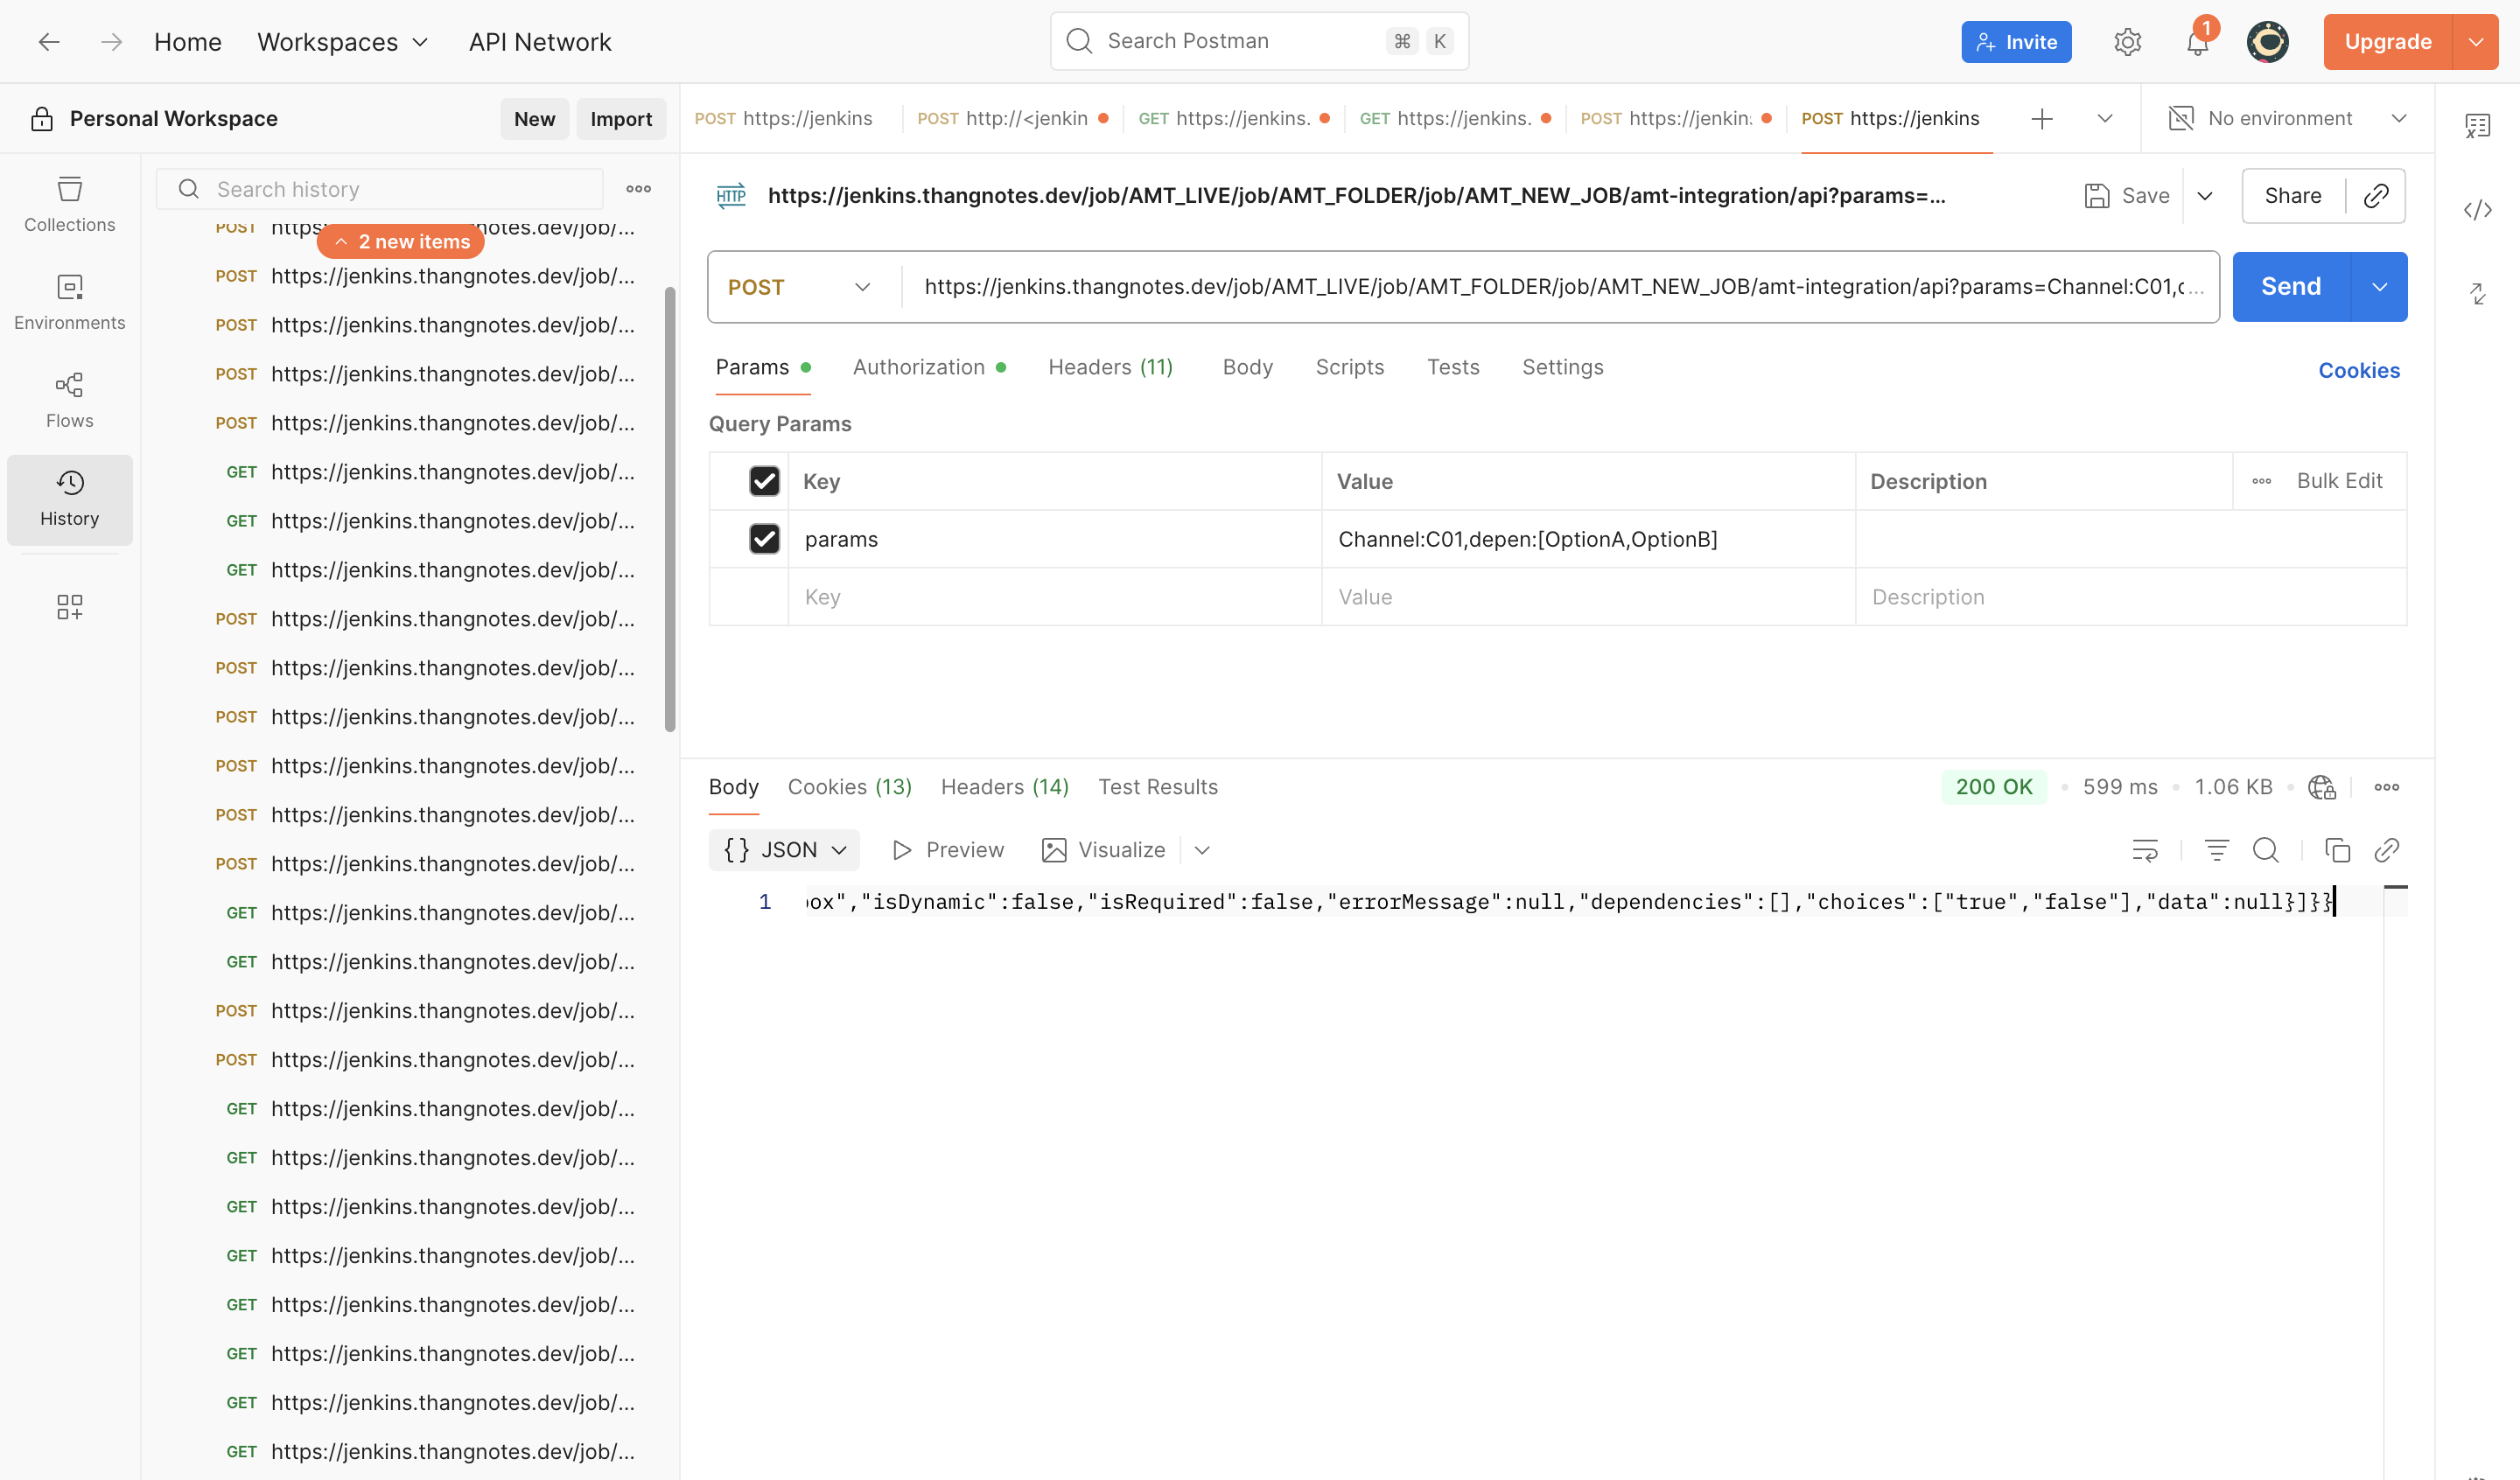 Home Workspaces API Network Search Postman ⌘ K Invite 1 Upgrade
Personal Workspace New Import
POST https://jenkins POST http://<jenkin GET https://jenkins. GET https://jenkins. POST https://jenkin. POST https://jenkins No environment
Collections
Environments
Flows
History
Search history
POST https://jenkins.thangnotes.dev/job/...
2 new items
POST https://jenkins.thangnotes.dev/job/...
POST https://jenkins.thangnotes.dev/job/...
POST https://jenkins.thangnotes.dev/job/...
POST https://jenkins.thangnotes.dev/job/...
GET https://jenkins.thangnotes.dev/job/...
GET https://jenkins.thangnotes.dev/job/...
GET https://jenkins.thangnotes.dev/job/...
POST https://jenkins.thangnotes.dev/job/...
POST https://jenkins.thangnotes.dev/job/...
POST https://jenkins.thangnotes.dev/job/...
POST https://jenkins.thangnotes.dev/job/...
POST https://jenkins.thangnotes.dev/job/...
POST https://jenkins.thangnotes.dev/job/...
GET https://jenkins.thangnotes.dev/job/...
GET https://jenkins.thangnotes.dev/job/...
POST https://jenkins.thangnotes.dev/job/...
POST https://jenkins.thangnotes.dev/job/...
GET https://jenkins.thangnotes.dev/job/...
GET https://jenkins.thangnotes.dev/job/...
GET https://jenkins.thangnotes.dev/job/...
GET https://jenkins.thangnotes.dev/job/...
GET https://jenkins.thangnotes.dev/job/...
GET https://jenkins.thangnotes.dev/job/...
GET https://jenkins.thangnotes.dev/job/...
GET https://jenkins.thangnotes.dev/job/...
HTTP https://jenkins.thangnotes.dev/job/AMT_LIVE/job/AMT_FOLDER/job/AMT_NEW_JOB/amt-integration/api?params=... Save Share
POST https://jenkins.thangnotes.dev/job/AMT_LIVE/job/AMT_FOLDER/job/AMT_NEW_JOB/amt-integration/api?params=Channel:C01,c... Send
Params Authorization Headers (11) Body Scripts Tests Settings Cookies
Query Params
Key Value Description Bulk Edit
params Channel:C01,depen:[OptionA,OptionB]
Key Value Description
Body Cookies (13) Headers (14) Test Results 200 OK 599 ms 1.06 KB
{} JSON Preview Visualize
1 ox","isDynamic":false,"isRequired":false,"errorMessage":null,"dependencies":[],"choices":["true","false"],"data":null}]}}